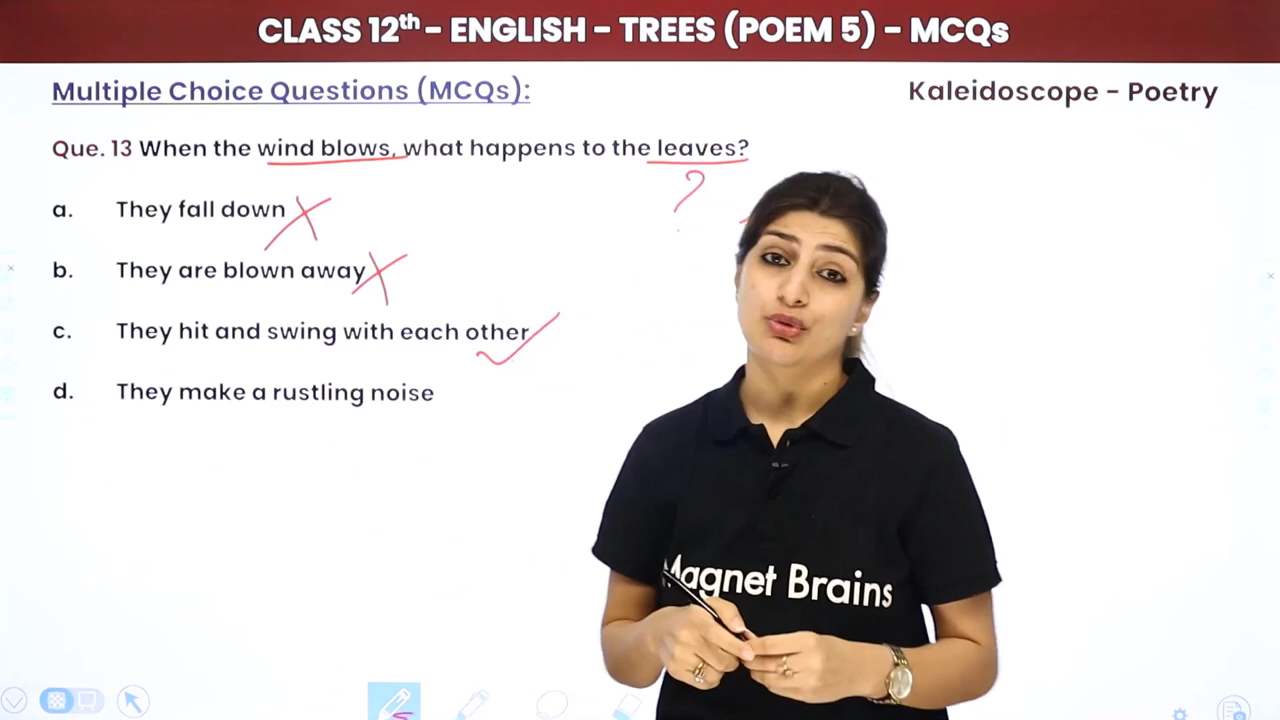 CLASS 12th - ENGLISH - TREES (POEM 5) - MCQs
Multiple Choice Questions (MCQs):
Kaleidoscope - Poetry
Que. 13 When the wind blows, what happens to the leaves?
?
a. They fall down
b. They are blown away
c. They hit and swing with each other
d. They make a rustling noise
Magnet Brains